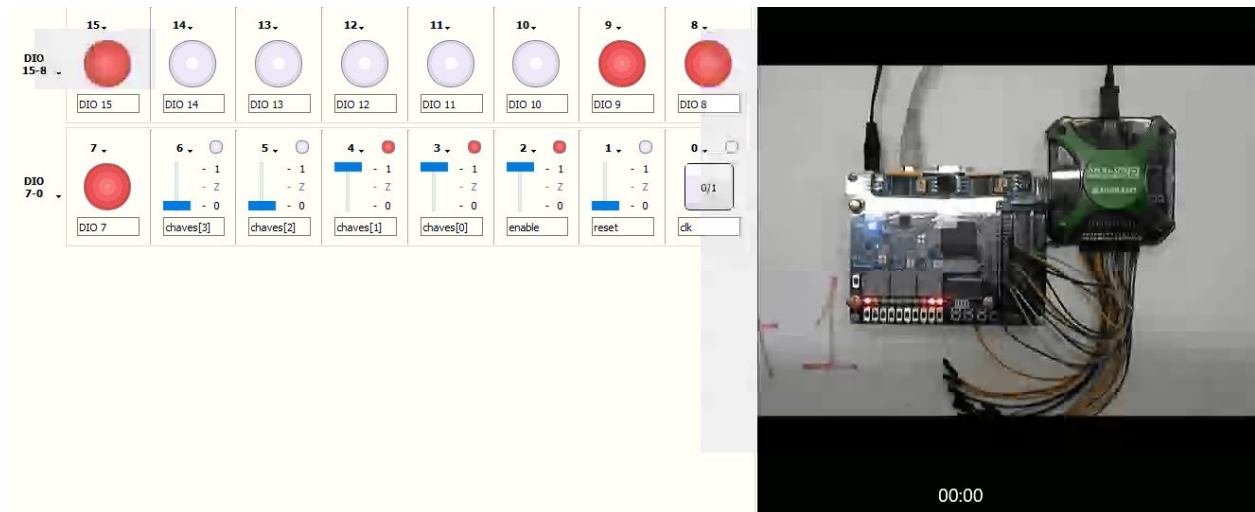 15 14 13 12 11 10 9 8
DIO 15-8
DIO 15 DIO 14 DIO 13 DIO 12 DIO 11 DIO 10 DIO 9 DIO 8
7 6 5 4 3 2 1 0
- 1 - 1 - 1 - 1 - 1 - 1
DIO 7-0
- Z - Z - Z - Z - Z - Z 0/1
- 0 - 0 - 0 - 0 - 0 - 0
DIO 7 chaves[3] chaves[2] chaves[1] chaves[0] enable reset clk
00:00